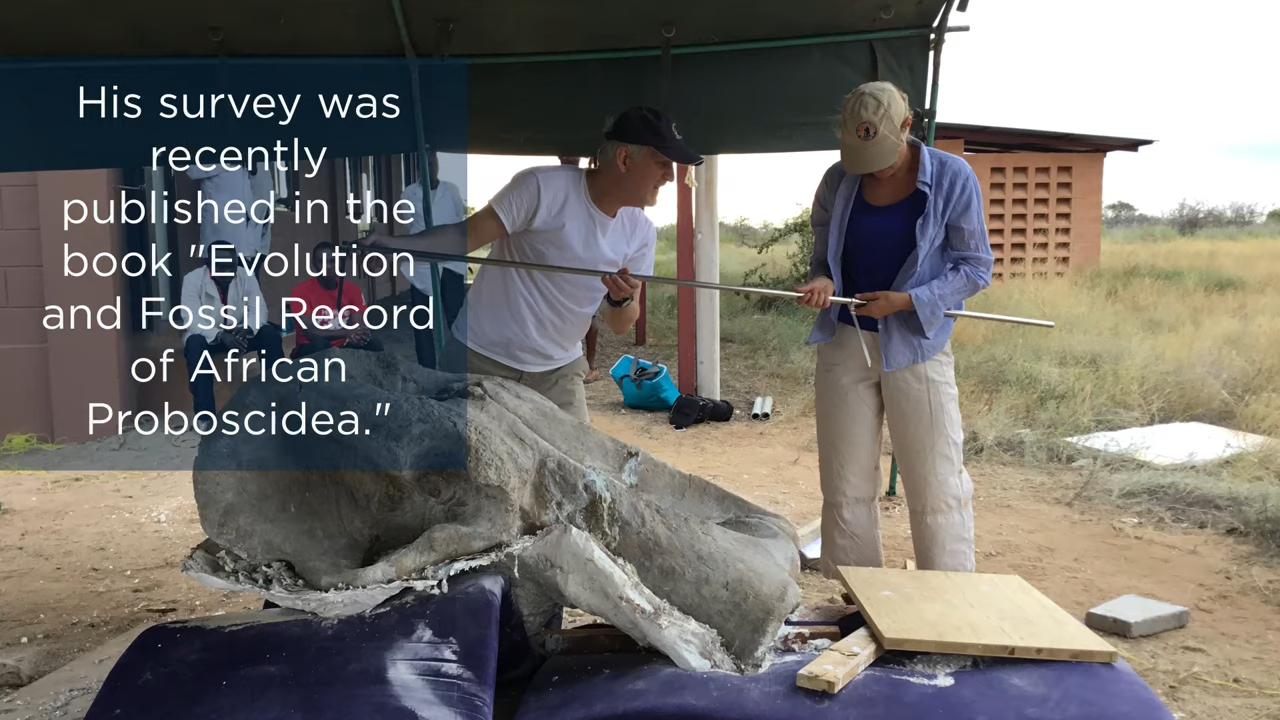 His survey was
recently
published in the
book "Evolution
and Fossil Record
of African
Proboscidea."